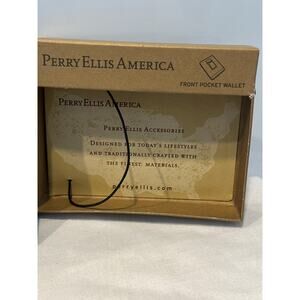 PERRY ELLIS AMERICA
FRONT POCKET WALLET
PERRY ELLIS AMERICA
PERRY ELLIS ACCESSORIES
DESIGNED FOR TODAY'S LIFESTYLES
AND TRADITIONALLY CRAFTED WITH
THE FINEST MATERIALS.
perryellis.com